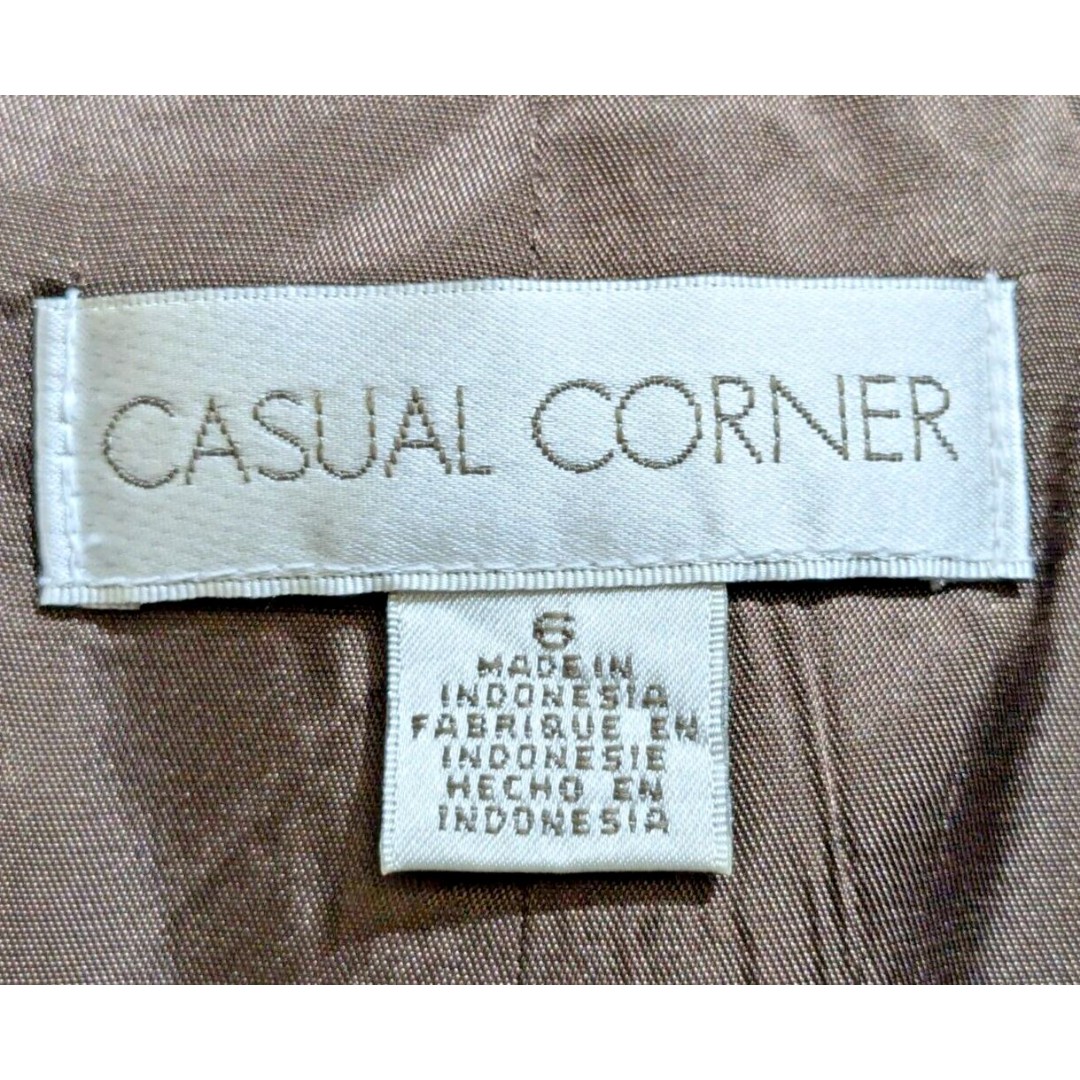 CASUAL CORNER
6
MADE IN
INDONESIA
FABRIQUE EN
INDONESIE
HECHO EN
INDONESIA